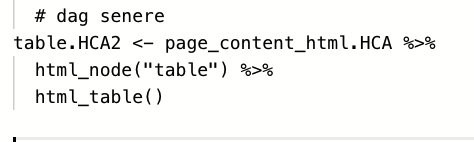 # dag senere
table.HCA2 <- page_content_html.HCA %>%
html_node("table") %>%
html_table()